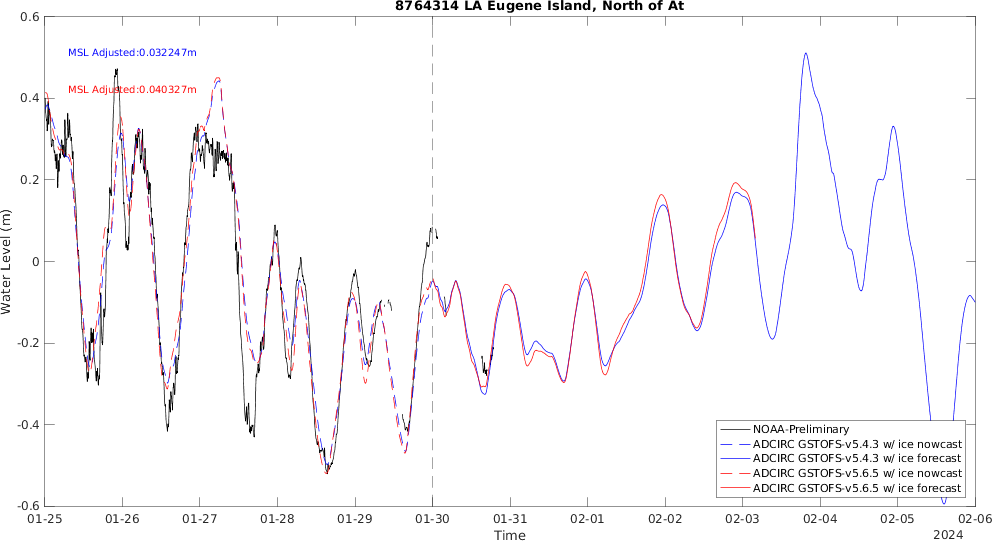 8764314 LA Eugene Island, North of At
0.6
MSL Adjusted:0.032247m
MSL Adjusted:0.040327m
0.4
0.2
0
-0.2
-0.4
-0.6
Water Level (m)
NOAA-Preliminary
ADCIRC GSTOFS-v5.4.3 w/ ice nowcast
ADCIRC GSTOFS-v5.4.3 w/ ice forecast
ADCIRC GSTOFS-v5.6.5 w/ ice nowcast
ADCIRC GSTOFS-v5.6.5 w/ ice forecast
01-25 01-26 01-27 01-28 01-29 01-30 01-31 02-01 02-02 02-03 02-04 02-05 02-06
Time
2024